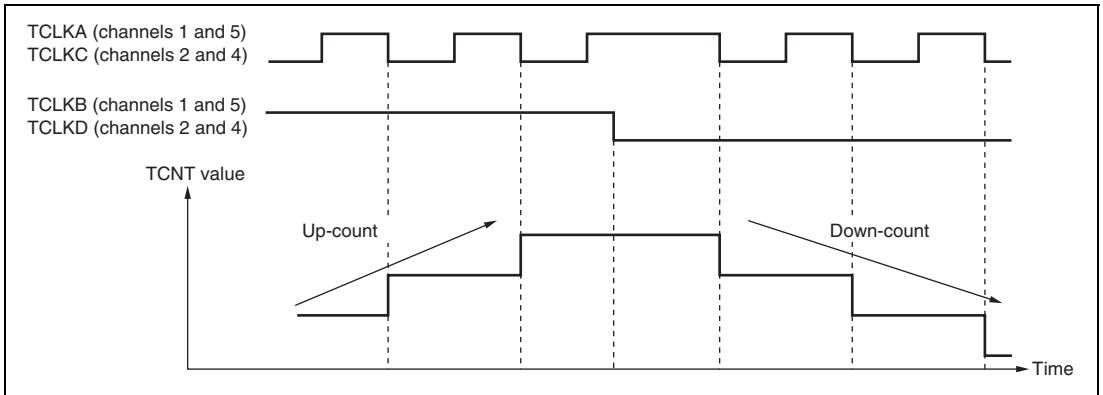 TCLKA (channels 1 and 5)
TCLKC (channels 2 and 4)
TCLKB (channels 1 and 5)
TCLKD (channels 2 and 4)
TCNT value
Up-count
Down-count
Time